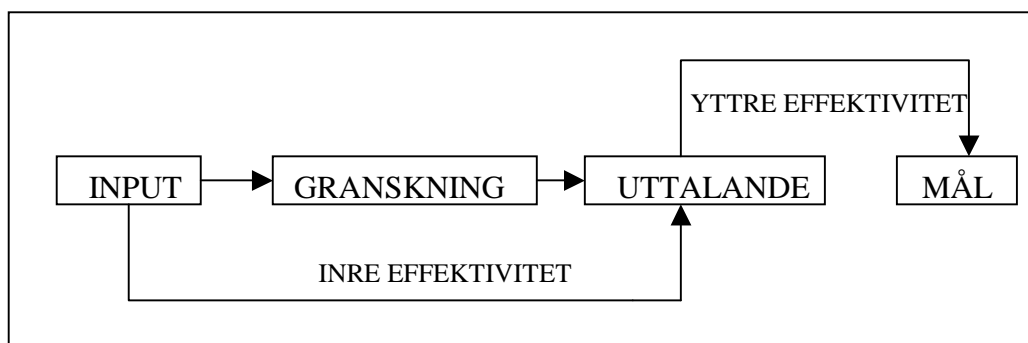 YTTRE EFFEKTIVITET
INPUT
GRANSKNING
UTTALANDE
MÅL
INRE EFFEKTIVITET